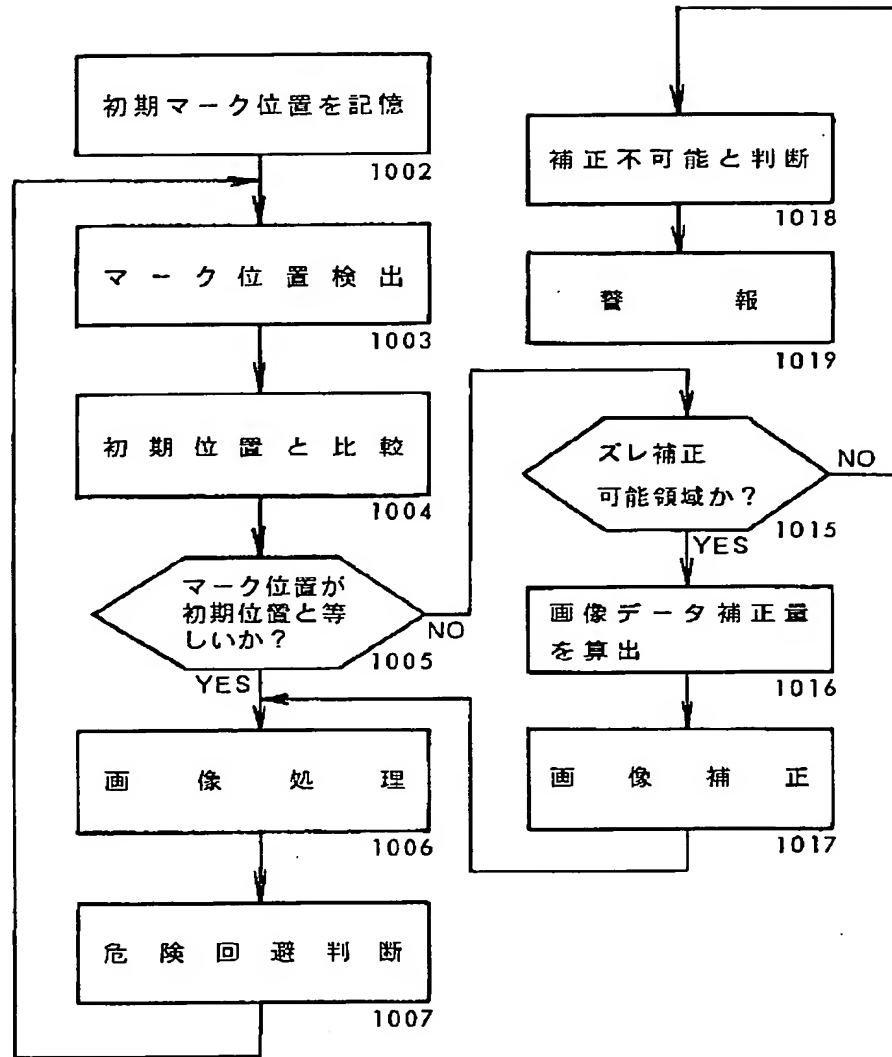 初期マーク位置を記憶
1002
マーク位置検出
1003
初期位置と比較
1004
マーク位置が
初期位置と等
しいか?
1005
NO
YES
画像処理
1006
危険回避判断
1007
補正不可能と判断
1018
警報
1019
ズレ補正
可能領域か?
NO
1015
YES
画像データ補正量
を算出
1016
画像補正
1017